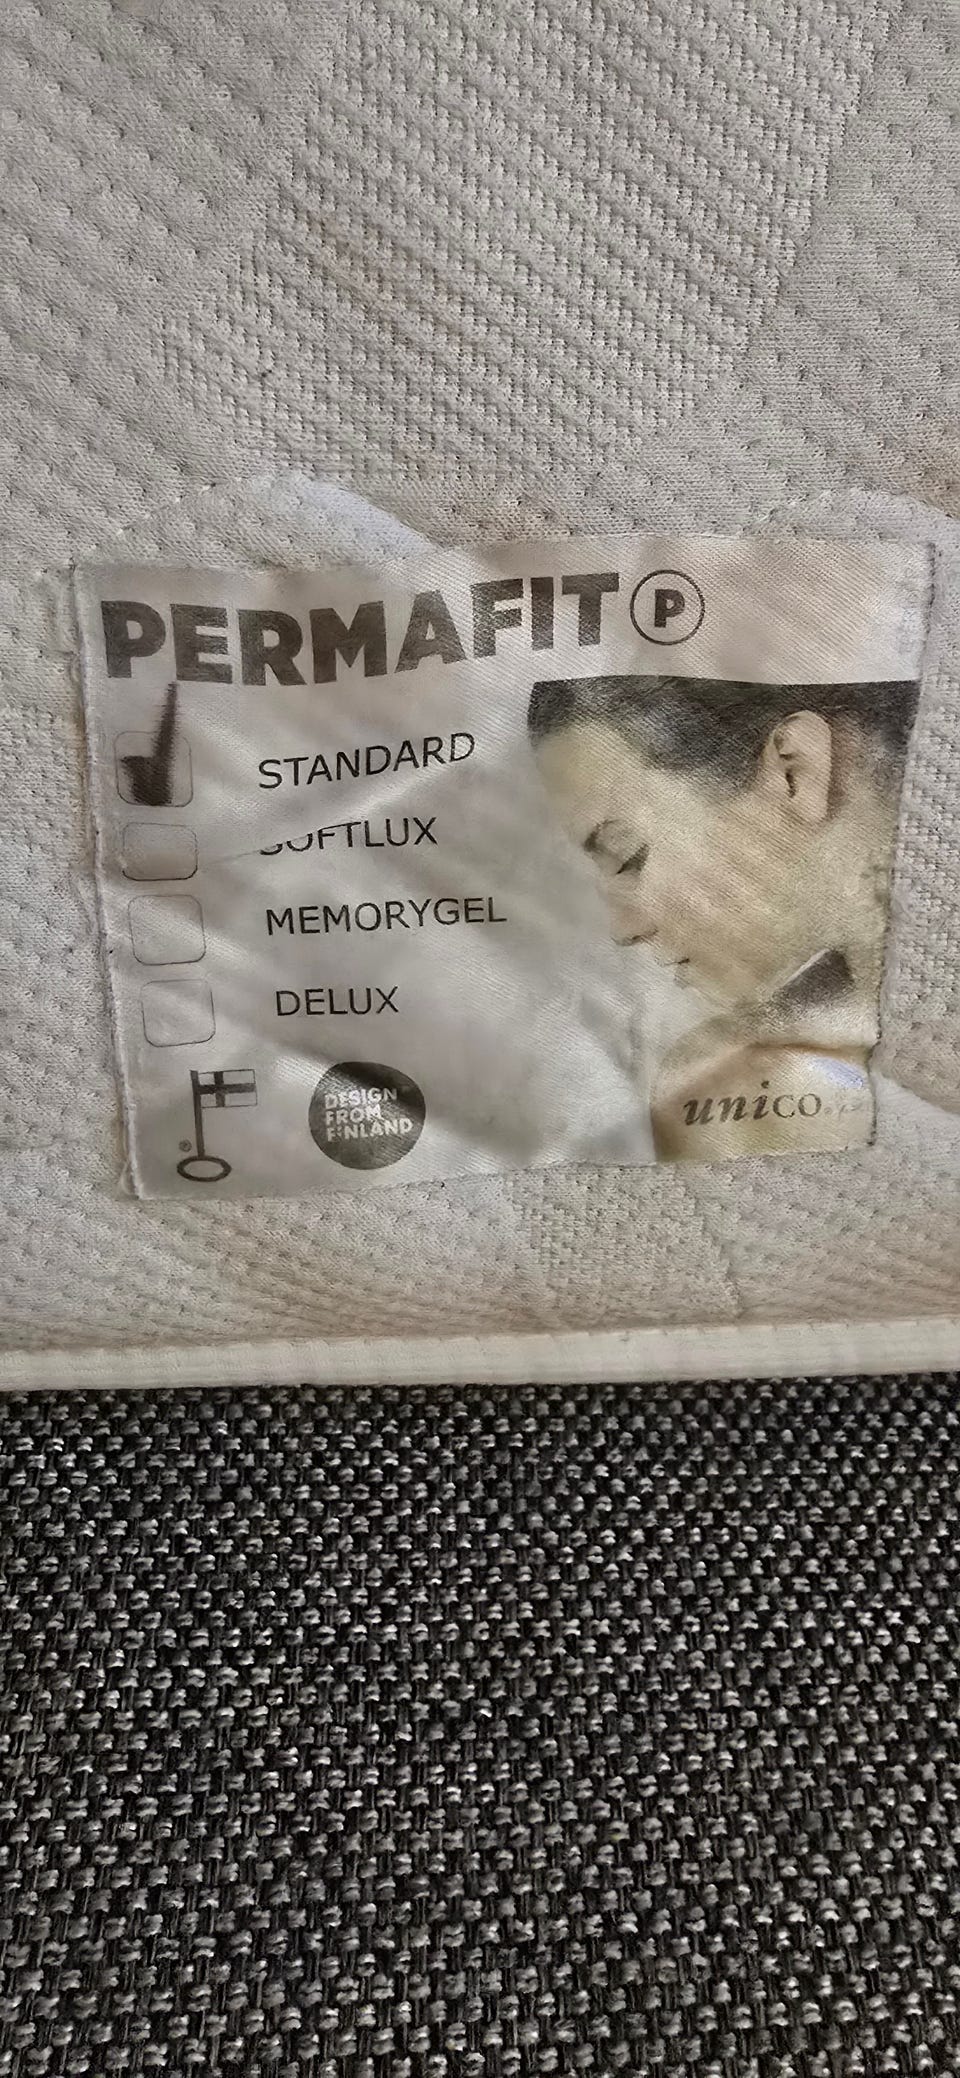 PERMAFIT P
STANDARD
SOFTLUX
MEMORYGEL
DELUX
®
DESIGN
FROM
FINLAND
unico